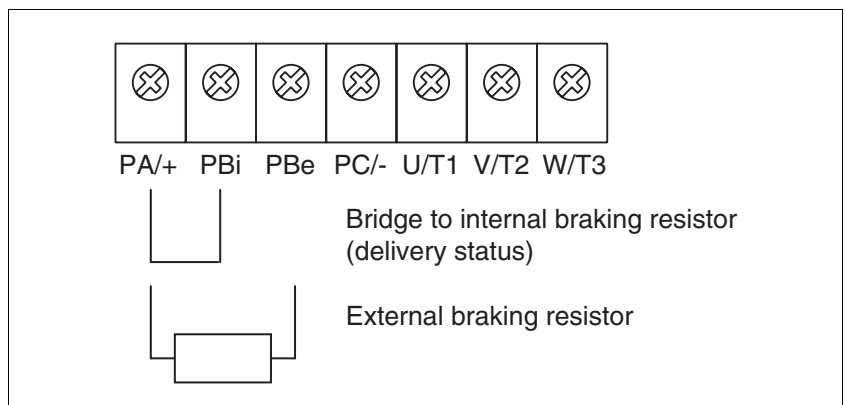 PA/+ PBi PBe PC/- U/T1 V/T2 W/T3
Bridge to internal braking resistor
(delivery status)
External braking resistor